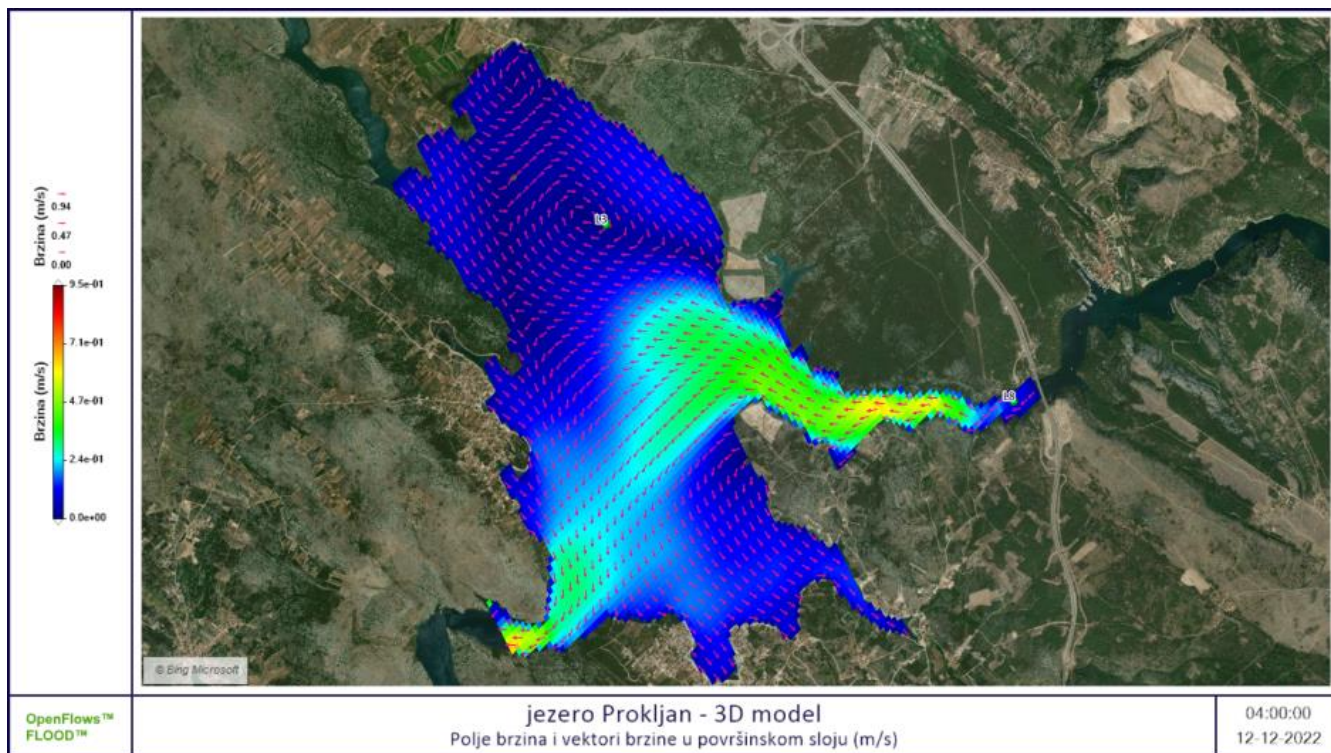 Brzina (m/s)
0.94
0.47
0.00
Brzina (m/s)
9.5e-01
7.1e-01
4.7e-01
2.4e-01
0.0e+00
L3
L8
© Bing Microsoft
OpenFlows™
FLOOD™
jezero Prokljan - 3D model
Polje brzina i vektori brzine u površinskom sloju (m/s)
04:00:00
12-12-2022